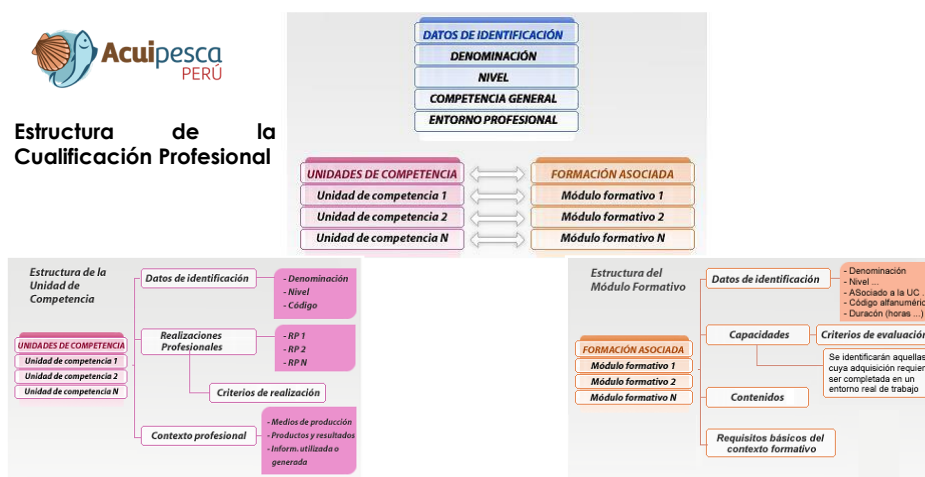 Acuipesca
PERÚ
Estructura de la
Cualificación Profesional
DATOS DE IDENTIFICACIÓN
DENOMINACIÓN
NIVEL
COMPETENCIA GENERAL
ENTORNO PROFESIONAL
UNIDADES DE COMPETENCIA
Unidad de competencia 1
Unidad de competencia 2
Unidad de competencia N
FORMACIÓN ASOCIADA
Módulo formativo 1
Módulo formativo 2
Módulo formativo N
Estructura de la
Unidad de
Competencia
UNIDADES DE COMPETENCIA
Unidad de competencia 1
Unidad de competencia 2
Unidad de competencia N
Datos de identificación
- Denominación
- Nivel
- Código
Realizaciones
Profesionales
- RP 1
- RP 2
- RP N
Criterios de realización
Contexto profesional
- Medios de producción
- Productos y resultados
- Inform. utilizada o
generada
Estructura del
Módulo Formativo
FORMACIÓN ASOCIADA
Módulo formativo 1
Módulo formativo 2
Módulo formativo N
Datos de identificación
- Denominación
- Nivel ...
- ASociado a la UC ..
- Código alfanuméric
- Duracón (horas ...)
Capacidades
Criterios de evaluación
Se identificarán aquellas
cuya adquisición requier
ser completada en un
entorno real de trabajo
Contenidos
Requisitos básicos del
contexto formativo